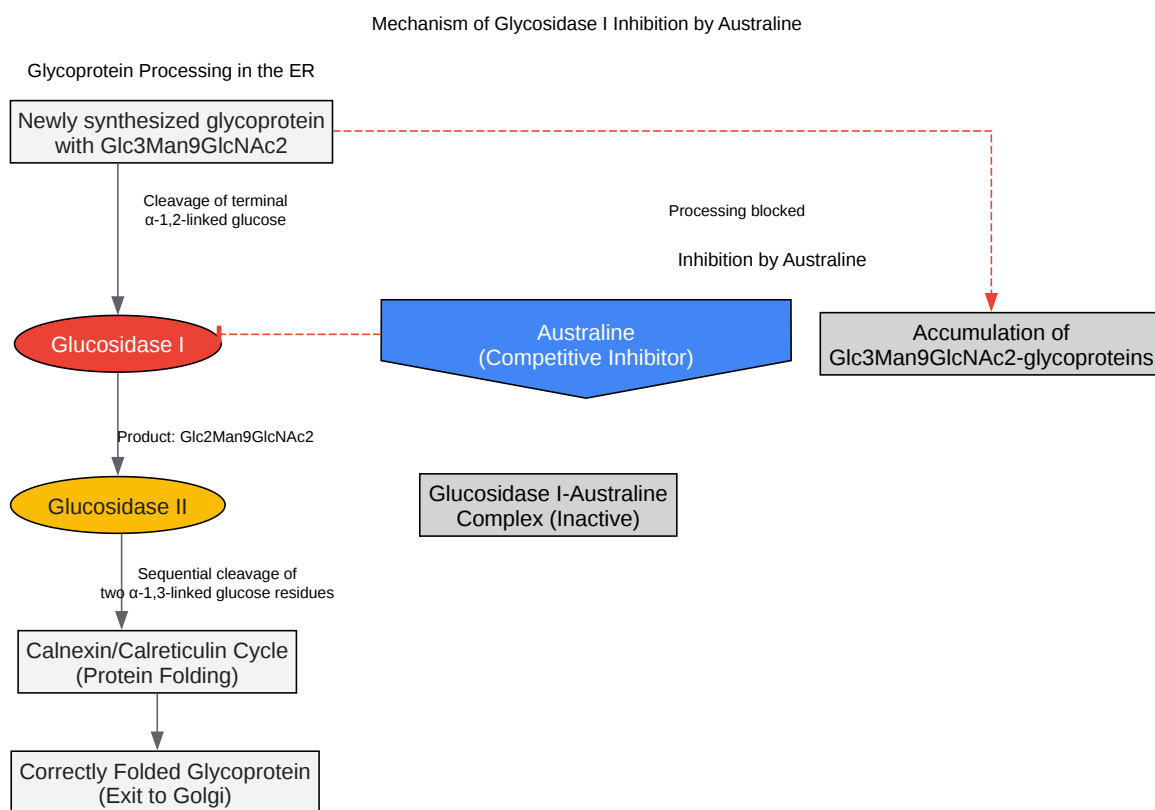 Mechanism of Glycosidase I Inhibition by Australine
Glycoprotein Processing in the ER
Newly synthesized glycoprotein
with Glc3Man9GlcNAc2
Cleavage of terminal
α-1,2-linked glucose
Processing blocked
Inhibition by Australine
Glucosidase I
Australine
(Competitive Inhibitor)
Accumulation of
Glc3Man9GlcNAc2-glycoproteins
Product: Glc2Man9GlcNAc2
Glucosidase II
Glucosidase I-Australine
Complex (Inactive)
Sequential cleavage of
two α-1,3-linked glucose residues
Calnexin/Calreticulin Cycle
(Protein Folding)
Correctly Folded Glycoprotein
(Exit to Golgi)